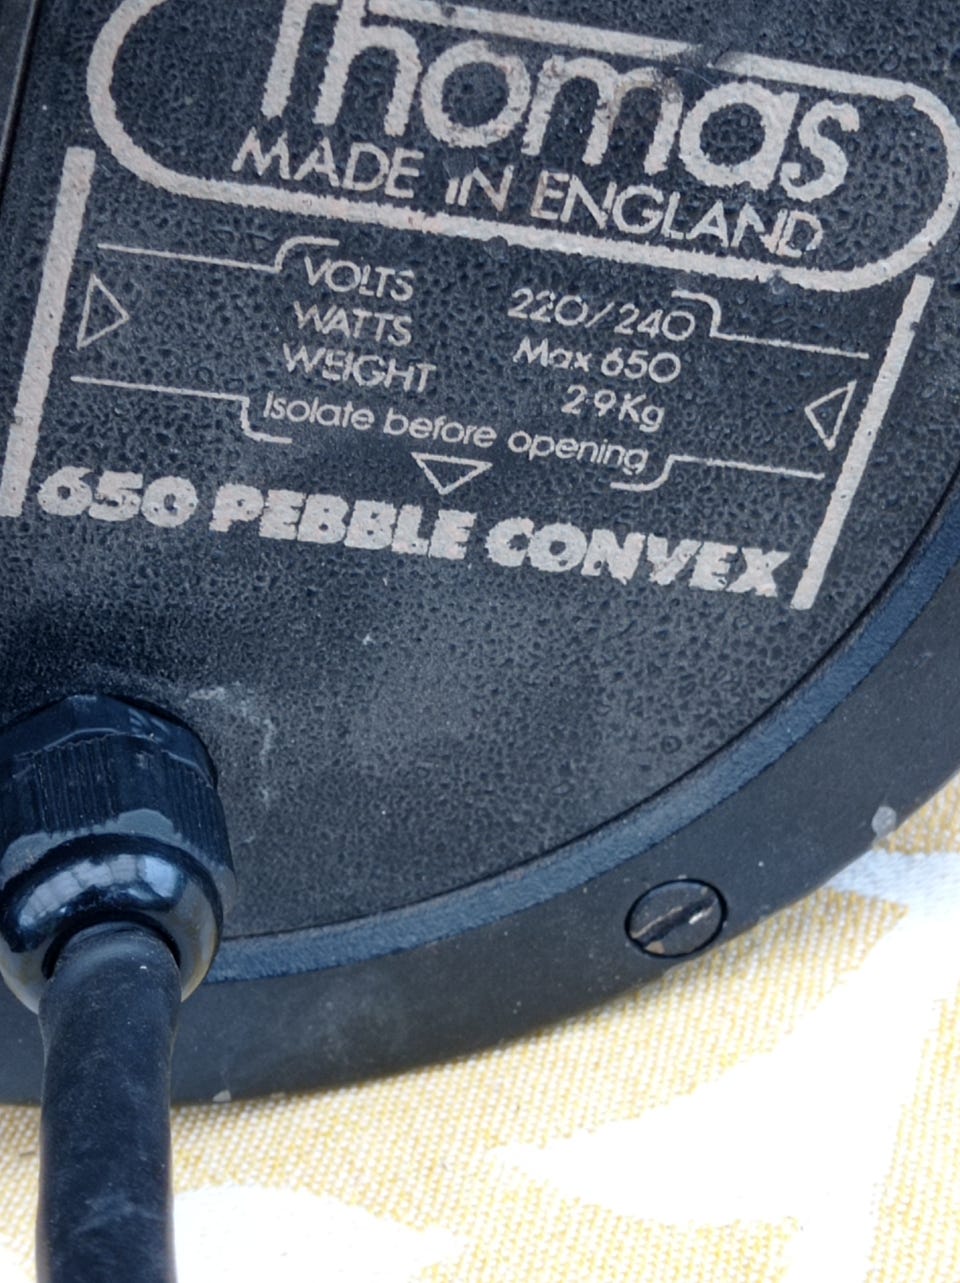 Thomas
MADE IN ENGLAND
VOLTS 220/240
WATTS Max 650
WEIGHT 2·9Kg
Isolate before opening
650 PEBBLE CONVEX